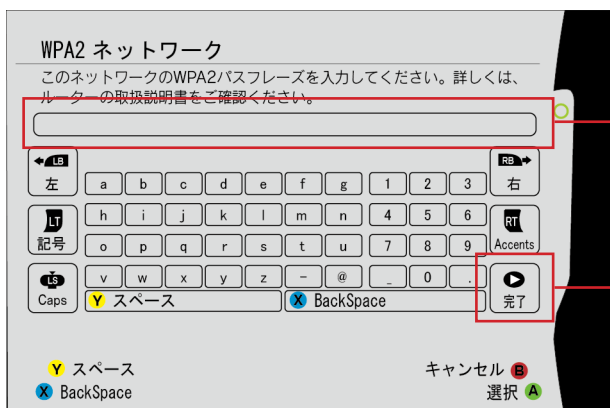 WPA2 ネットワーク
このネットワークのWPA2パスフレーズを入力してください。詳しくは、
ルーターの取扱説明書をご確認ください。
LB RB
左 a b c d e f g 1 2 3 右
LT h i j k l m n 4 5 6 RT
記号 o p q r s t u 7 8 9 Accents
LS v w x y z - @ _ 0 .
Caps Y スペース X BackSpace 完了
Y スペース キャンセル B
X BackSpace 選択 A